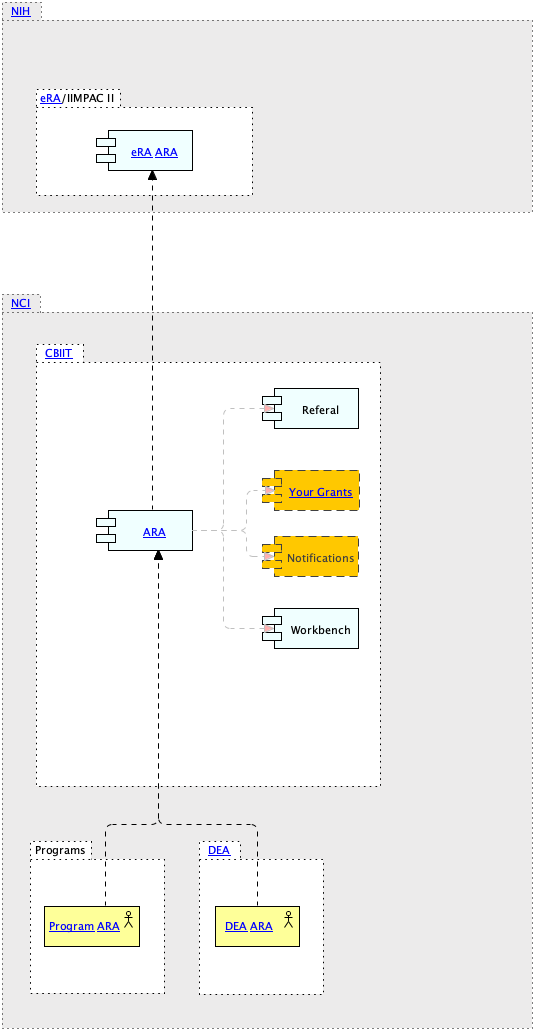 NIH
eRA/IIMPAC II
eRA ARA
NCI
CBIIT
Referal
Your Grants
ARA
Notifications
Workbench
Programs
DEA
Program ARA
DEA ARA